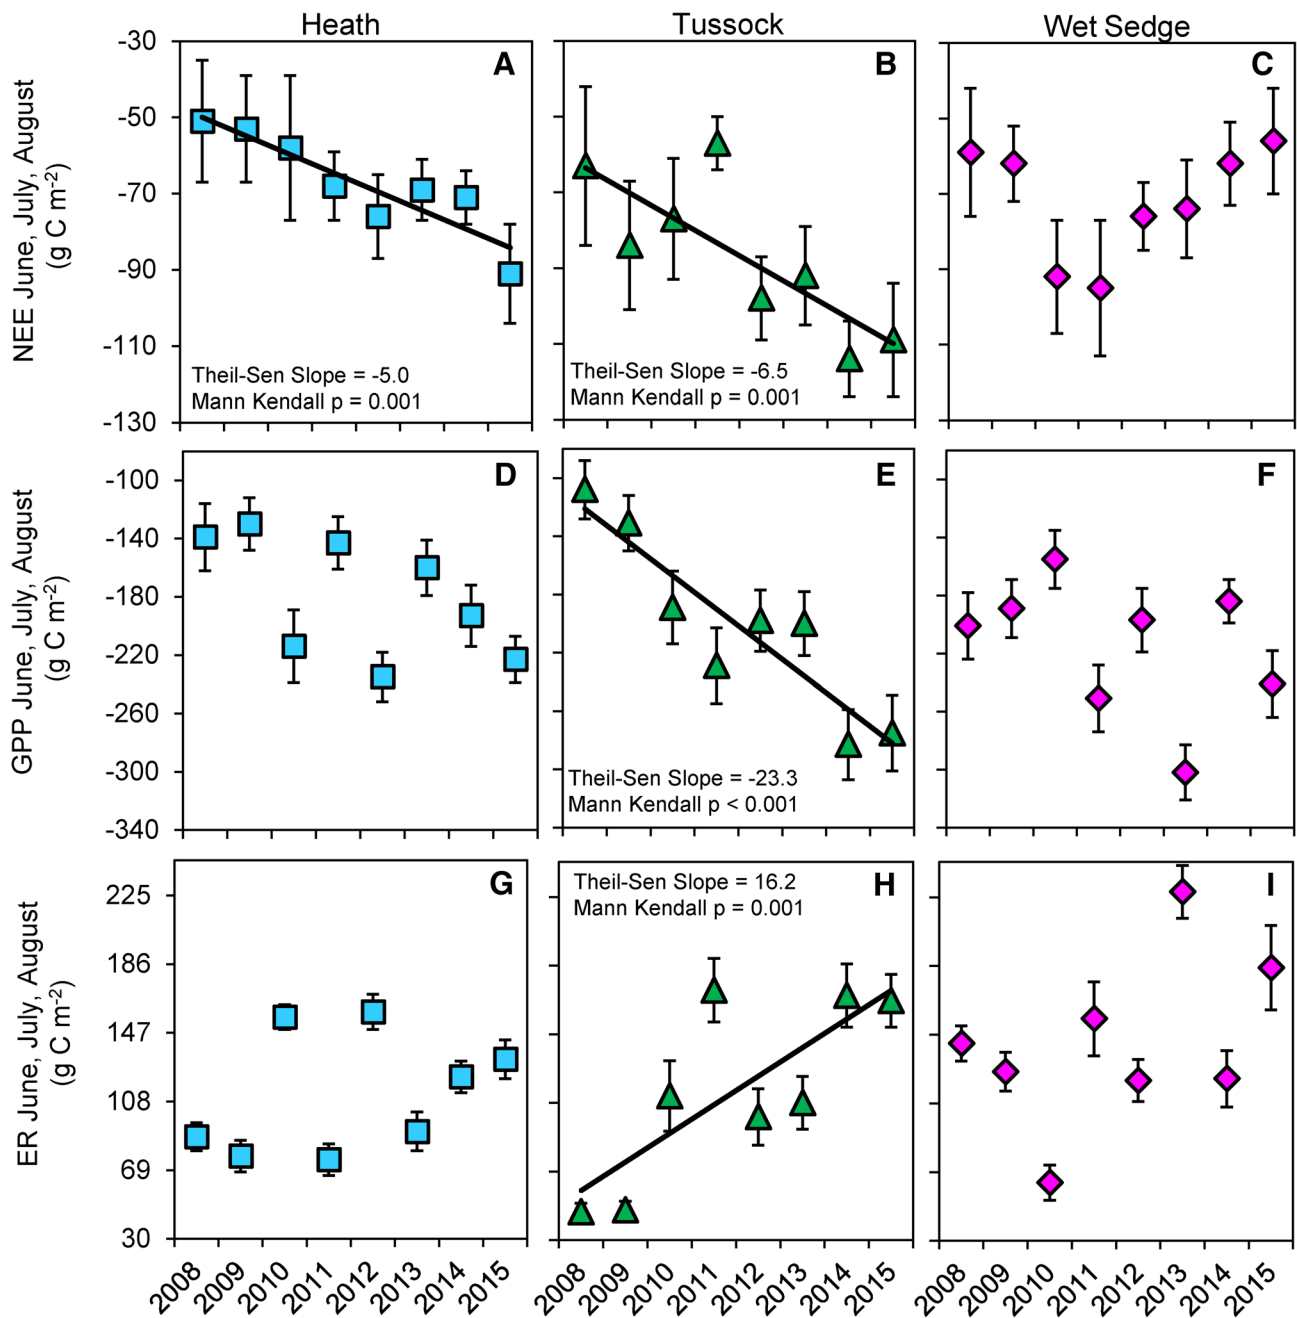 Heath
Tussock
Wet Sedge
NEE June, July, August
(g C m-2)
-30
-50
-70
-90
-110
-130
A
Theil-Sen Slope = -5.0
Mann Kendall p = 0.001
B
Theil-Sen Slope = -6.5
Mann Kendall p = 0.001
C
GPP June, July, August
(g C m-2)
-100
-140
-180
-220
-260
-300
-340
D
E
Theil-Sen Slope = -23.3
Mann Kendall p < 0.001
F
ER June, July, August
(g C m-2)
225
186
147
108
69
30
G
Theil-Sen Slope = 16.2
Mann Kendall p = 0.001
H
I
2008 2009 2010 2011 2012 2013 2014 2015
2008 2009 2010 2011 2012 2013 2014 2015
2008 2009 2010 2011 2012 2013 2014 2015